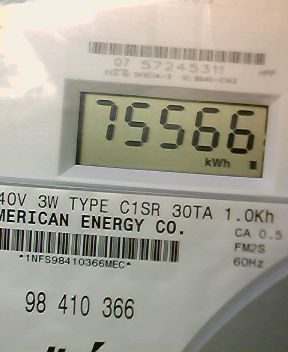 07 57245311
75566
kWh
40V 3W TYPE C1SR 30TA 1.0Kh
MERICAN ENERGY CO.
CA 0.5
FM2S
60Hz
*1NFS98410366MEC*
98 410 366